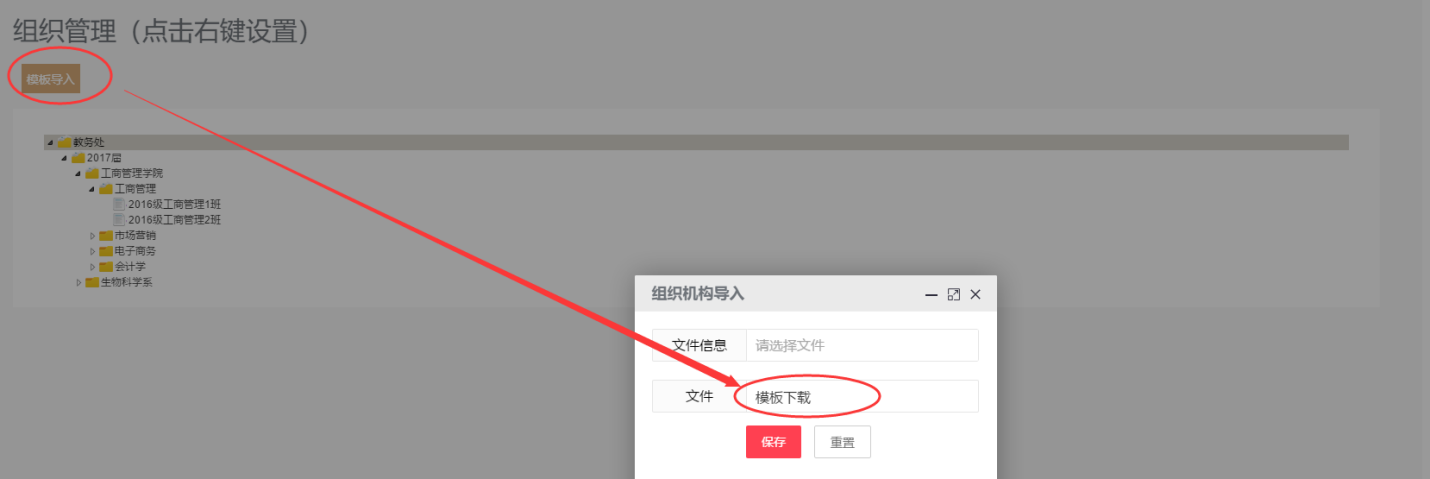 组织管理（点击右键设置）
模板导入
教务处
2017届
工商管理学院
工商管理
2016级工商管理1班
2016级工商管理2班
市场营销
电子商务
会计学
生物科学系
组织机构导入
文件信息 请选择文件
文件 模板下载
保存 重置